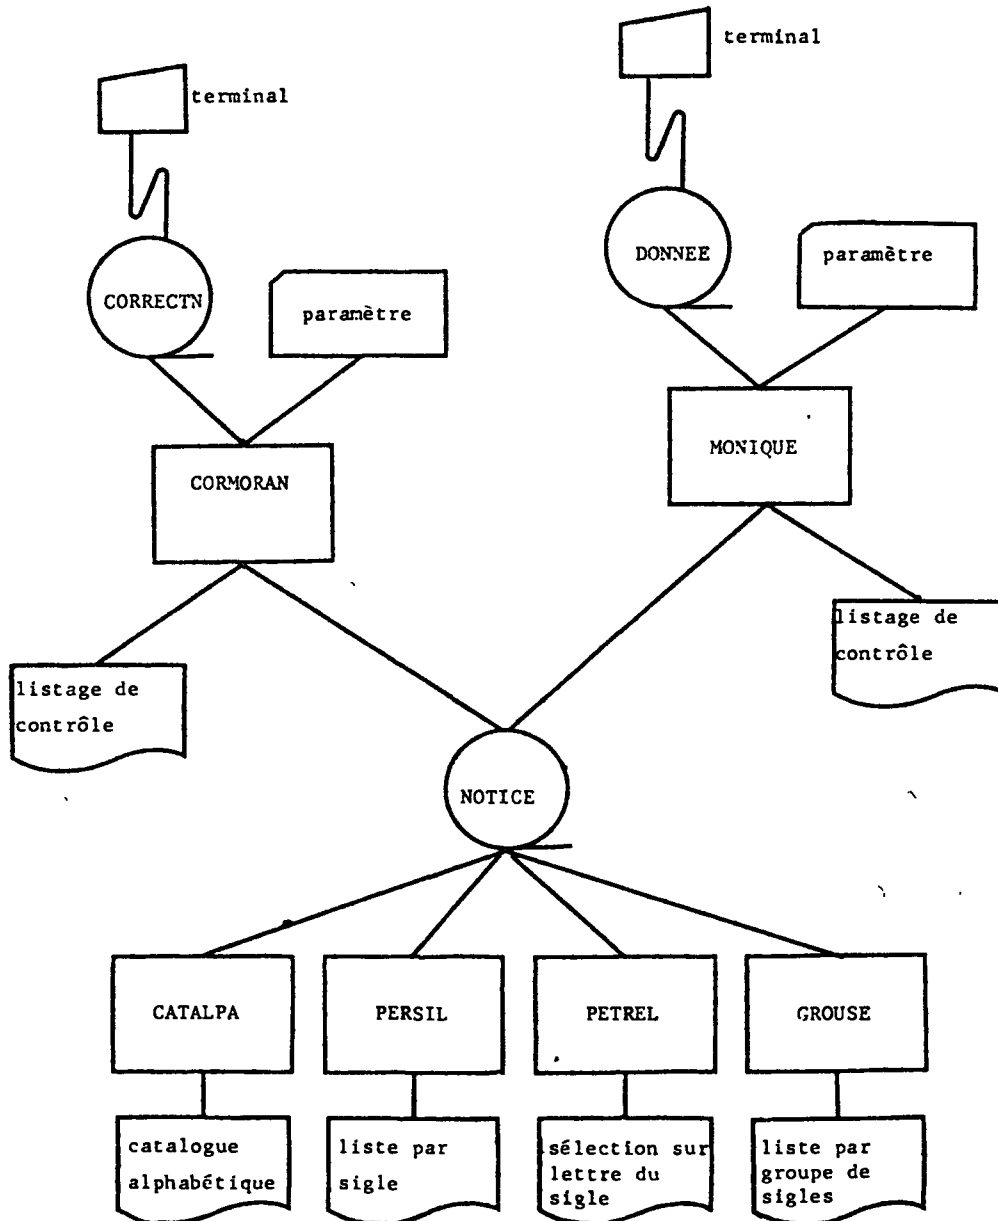 terminal
terminal
DONNEE
paramètre
CORRECTN
paramètre
MONIQUE
CORMORAN
listage de
contrôle
listage de
contrôle
NOTICE
CATALPA
PERSIL
PETREL
GROUSE
catalogue
alphabétique
liste par
sigle
sélection sur
lettre du
sigle
liste par
groupe de
sigles